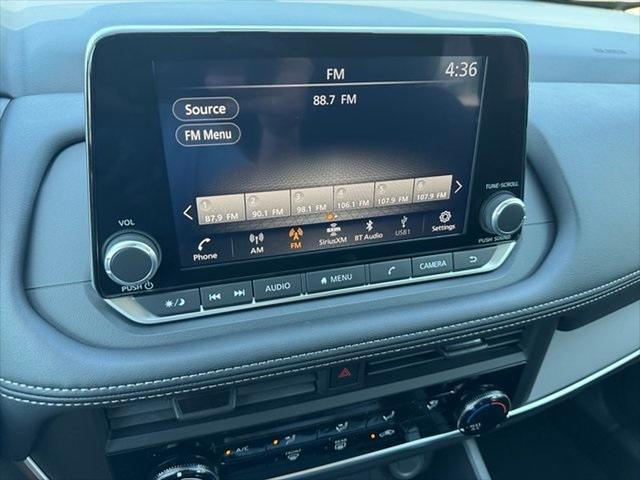 FM 4:36
Source 88.7 FM
FM Menu
1 2 3 4 5 6
87.9 FM 90.1 FM 98.1 FM 106.1 FM 107.9 FM 107.9 FM
Phone AM FM SiriusXM BT Audio USB1 Settings
VOL
TUNE·SCROLL
PUSH
PUSH SOUND
AUDIO MENU CAMERA
A/C FRONT REAR